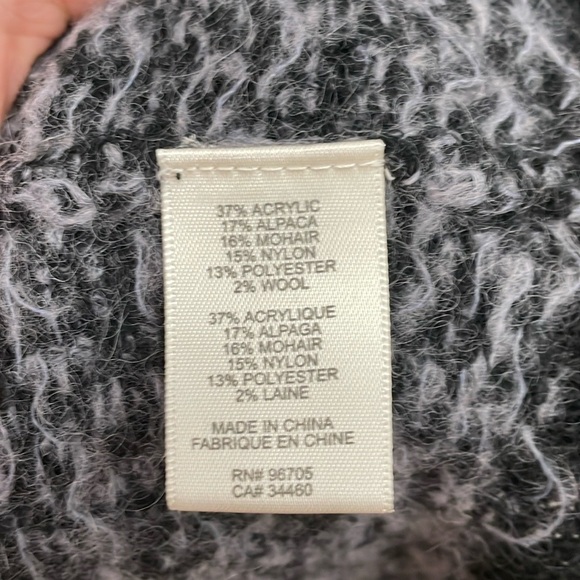 37% ACRYLIC
17% ALPACA
16% MOHAIR
15% NYLON
13% POLYESTER
2% WOOL
37% ACRYLIQUE
17% ALPAGA
16% MOHAIR
15% NYLON
13% POLYESTER
2% LAINE
MADE IN CHINA
FABRIQUE EN CHINE
RN# 96705
CA# 34460